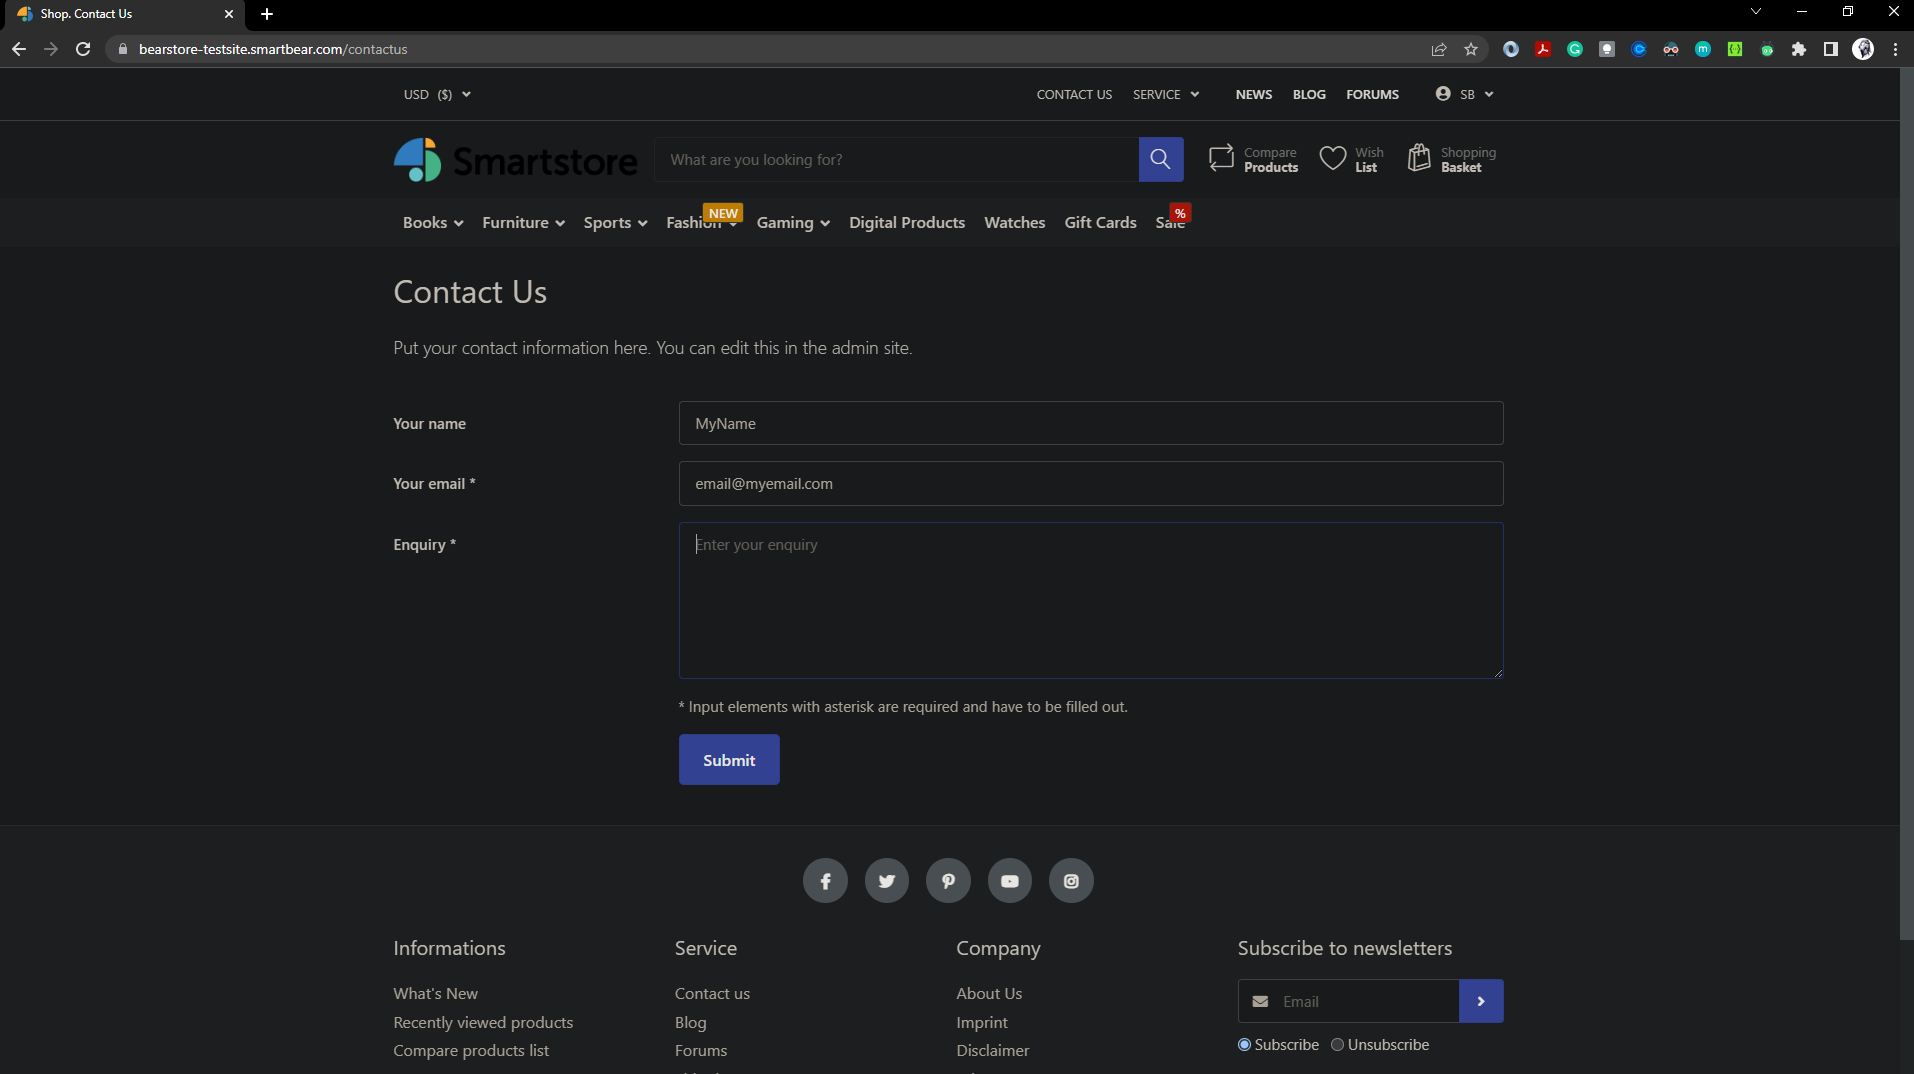 Shop. Contact Us
bearstore-testsite.smartbear.com/contactus
USD ($)
CONTACT US SERVICE NEWS BLOG FORUMS SB
Smartstore
What are you looking for?
Compare Products
Wish List
Shopping Basket
Books Furniture Sports Fashion NEW Gaming Digital Products Watches Gift Cards Sale %
Contact Us
Put your contact information here. You can edit this in the admin site.
Your name MyName
Your email * email@myemail.com
Enquiry * Enter your enquiry
* Input elements with asterisk are required and have to be filled out.
Submit
Informations Service Company Subscribe to newsletters
What's New Contact us About Us Email
Recently viewed products Blog Imprint
Compare products list Forums Disclaimer Subscribe Unsubscribe